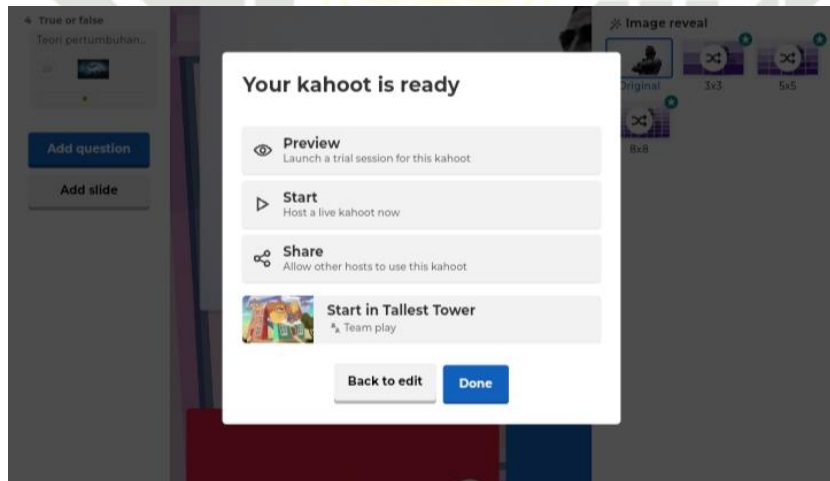 4 True or false
Teori pertumbuhan...
Add question
Add slide
Your kahoot is ready
Preview
Launch a trial session for this kahoot
Start
Host a live kahoot now
Share
Allow other hosts to use this kahoot
Start in Tallest Tower
Team play
Back to edit
Done
Image reveal
Original
3x3
5x5
8x8